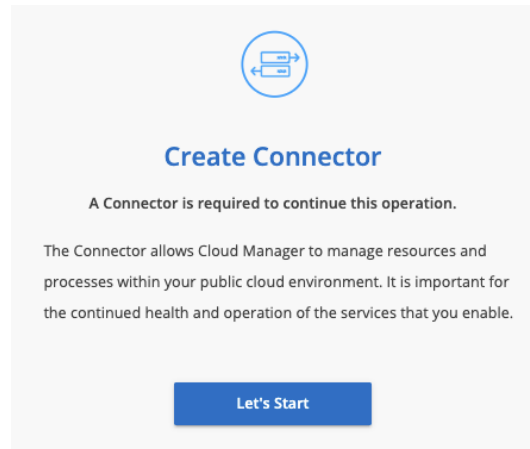 Create Connector
A Connector is required to continue this operation.
The Connector allows Cloud Manager to manage resources and
processes within your public cloud environment. It is important for
the continued health and operation of the services that you enable.
Let's Start